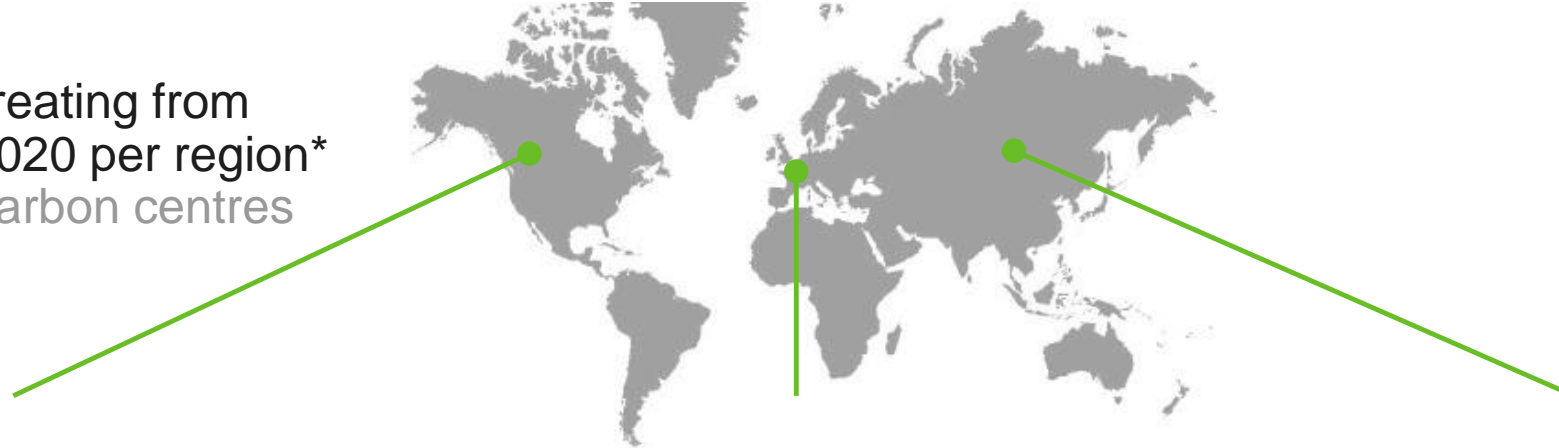 reating from
020 per region*
arbon centres